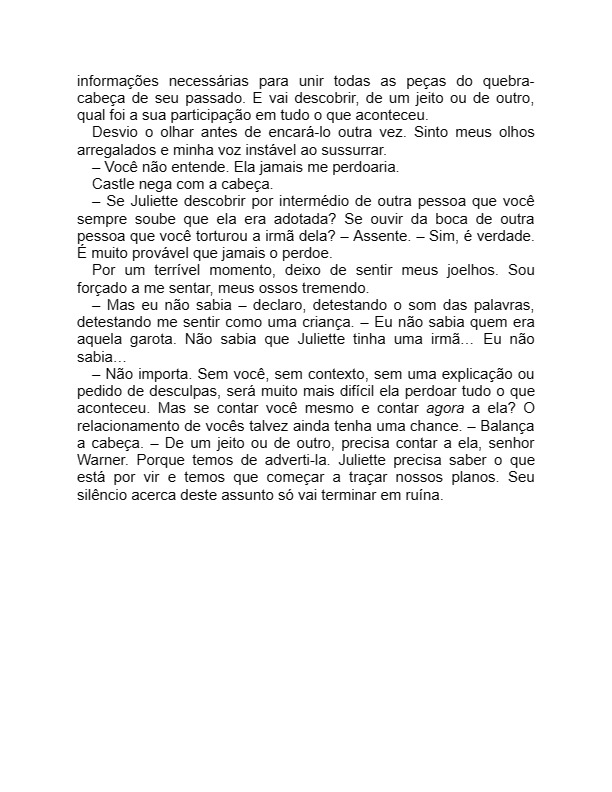 informações necessárias para unir todas as peças do quebra-
cabeça de seu passado. E vai descobrir, de um jeito ou de outro,
qual foi a sua participação em tudo o que aconteceu.
Desvio o olhar antes de encará-lo outra vez. Sinto meus olhos
arregalados e minha voz instável ao sussurrar.
– Você não entende. Ela jamais me perdoaria.
Castle nega com a cabeça.
– Se Juliette descobrir por intermédio de outra pessoa que você
sempre soube que ela era adotada? Se ouvir da boca de outra
pessoa que você torturou a irmã dela? – Assente. – Sim, é verdade.
É muito provável que jamais o perdoe.
Por um terrível momento, deixo de sentir meus joelhos. Sou
forçado a me sentar, meus ossos tremendo.
– Mas eu não sabia – declaro, detestando o som das palavras,
detestando me sentir como uma criança. – Eu não sabia quem era
aquela garota. Não sabia que Juliette tinha uma irmã… Eu não
sabia…
– Não importa. Sem você, sem contexto, sem uma explicação ou
pedido de desculpas, será muito mais difícil ela perdoar tudo o que
aconteceu. Mas se contar você mesmo e contar agora a ela? O
relacionamento de vocês talvez ainda tenha uma chance. – Balança
a cabeça. – De um jeito ou de outro, precisa contar a ela, senhor
Warner. Porque temos de adverti-la. Juliette precisa saber o que
está por vir e temos que começar a traçar nossos planos. Seu
silêncio acerca deste assunto só vai terminar em ruína.